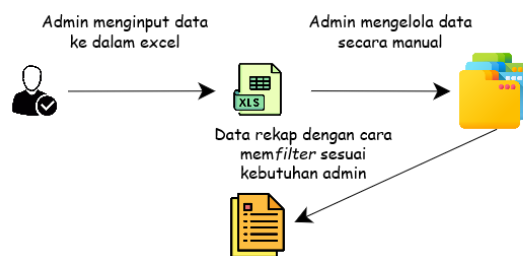 Admin menginput data
ke dalam excel
Admin mengelola data
secara manual
XLS
Data rekap dengan cara
memfilter sesuai
kebutuhan admin